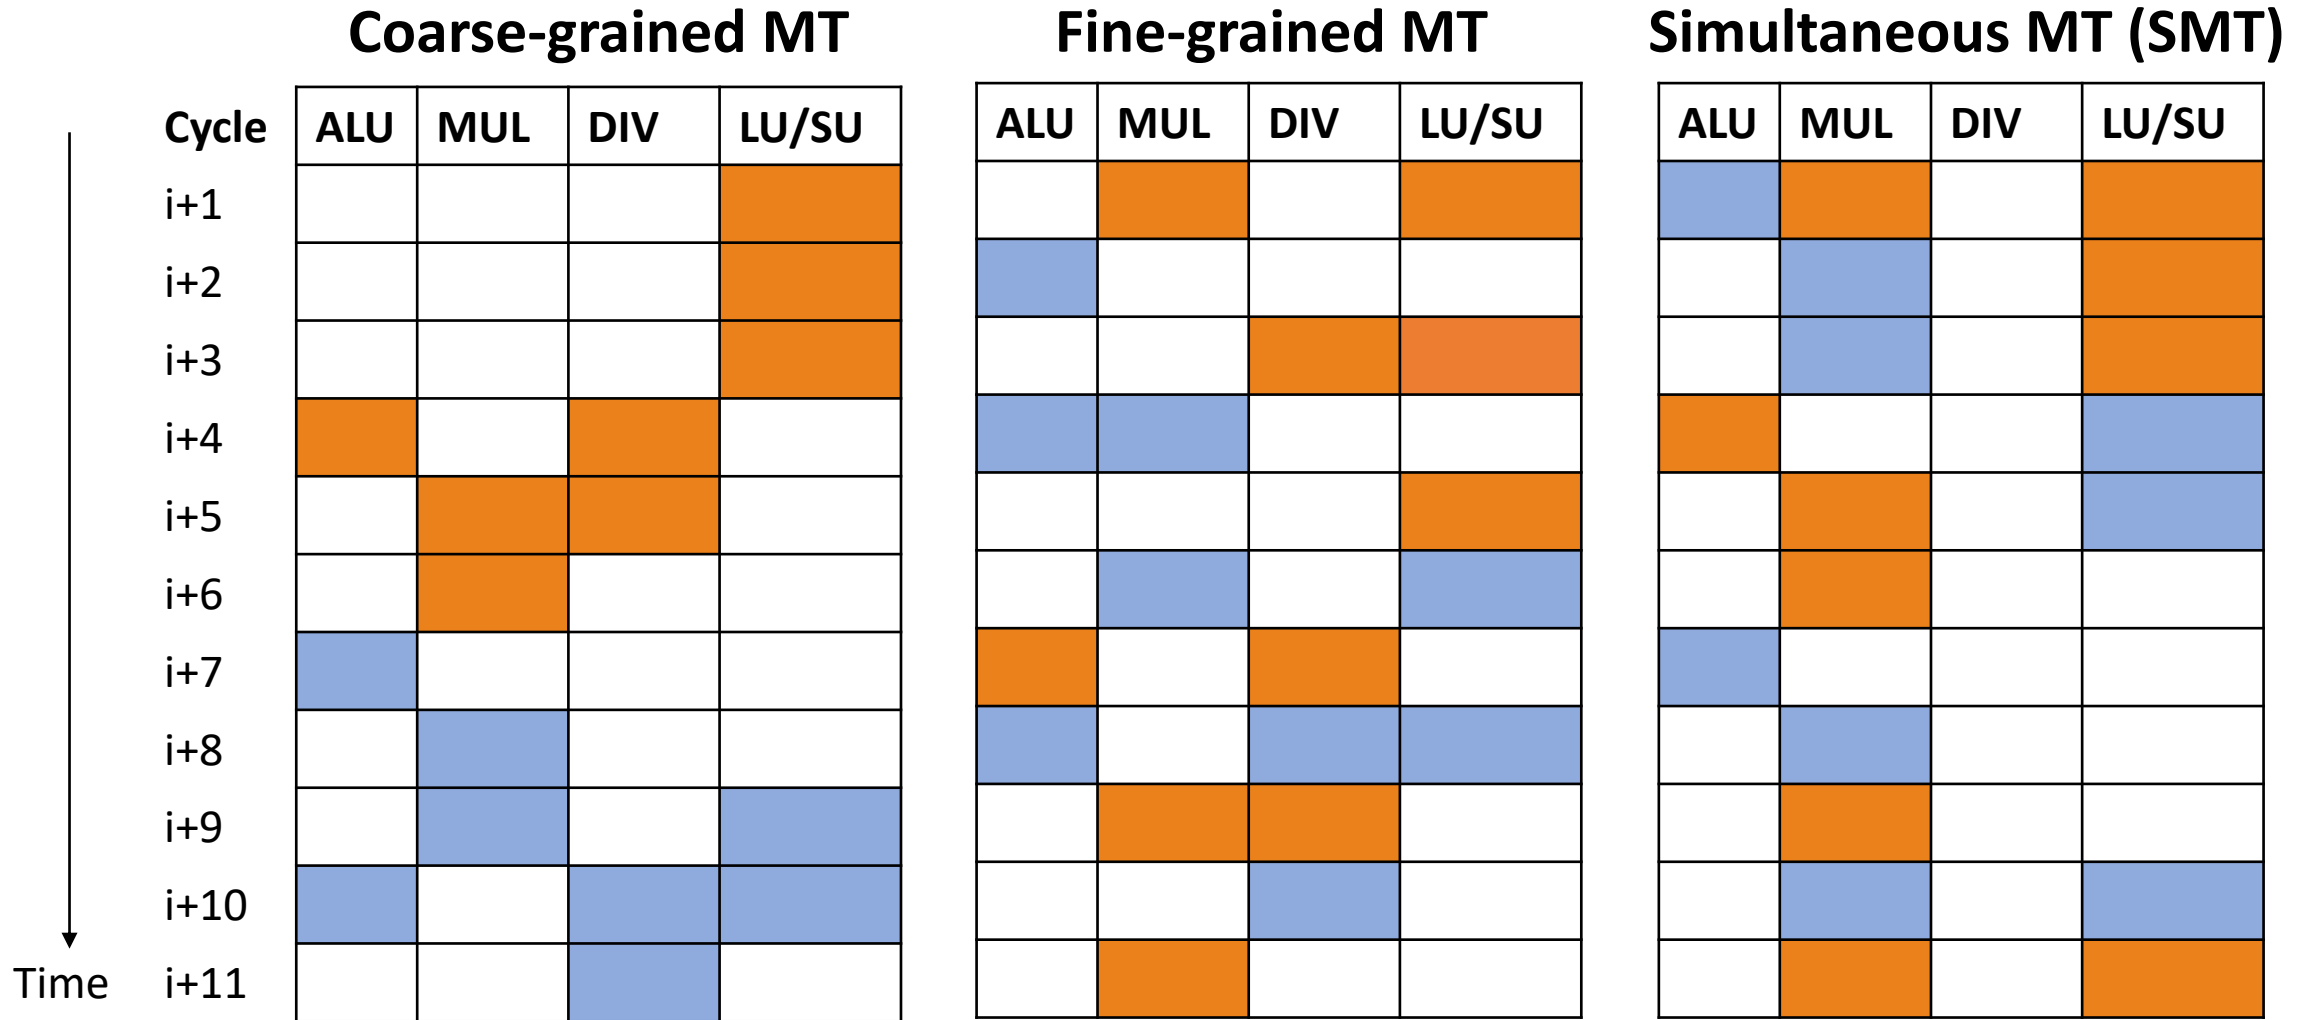 Coarse-grained MT Fine-grained MT Simultaneous MT (SMT)
Cycle ALU MUL DIV LU/SU ALU MUL DIV LU/SU ALU MUL DIV LU/SU
i+1
i+2
i+3
i+4
i+5
i+6
i+7
i+8
i+9
i+10
Time i+11